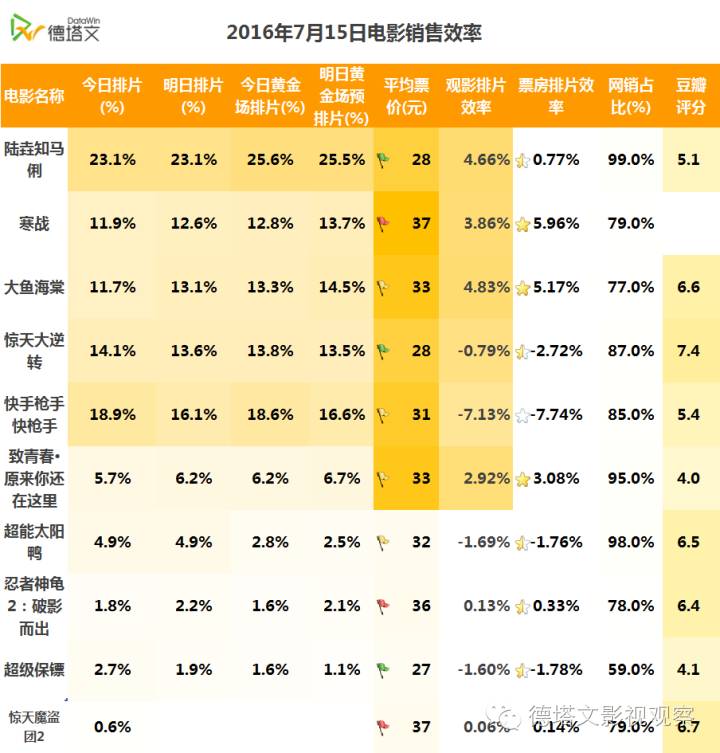 DataWin
德塔文
2016年7月15日电影销售效率
电影名称 今日排片(%) 明日排片(%) 今日黄金场排片(%) 明日黄金场预排片(%) 平均票价(元) 观影排片效率 票房排片效率 网销占比(%) 豆瓣评分
陆垚知马俐 23.1% 23.1% 25.6% 25.5% 28 4.66% 0.77% 99.0% 5.1
寒战 11.9% 12.6% 12.8% 13.7% 37 3.86% 5.96% 79.0%
大鱼海棠 11.7% 13.1% 13.3% 14.5% 33 4.83% 5.17% 77.0% 6.6
惊天大逆转 14.1% 13.6% 13.8% 13.5% 28 -0.79% -2.72% 87.0% 7.4
快手枪手快枪手 18.9% 16.1% 18.6% 16.6% 31 -7.13% -7.74% 85.0% 5.4
致青春·原来你还在这里 5.7% 6.2% 6.2% 6.7% 33 2.92% 3.08% 95.0% 4.0
超能太阳鸭 4.9% 4.9% 2.8% 2.5% 32 -1.69% -1.76% 98.0% 6.5
忍者神龟2：破影而出 1.8% 2.2% 1.6% 2.1% 36 0.13% 0.33% 78.0% 6.4
超级保镖 2.7% 1.9% 1.6% 1.1% 27 -1.60% -1.78% 59.0% 4.1
惊天魔盗团2 0.6% 37 0.06% 0.14% 79.0% 6.7
德塔文影视观察